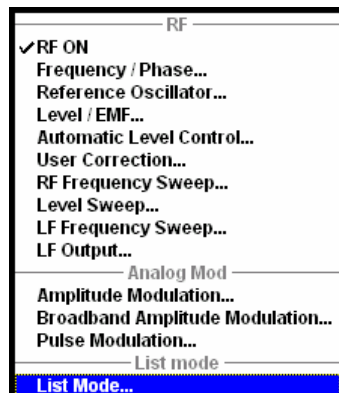 RF
RF ON
Frequency / Phase...
Reference Oscillator...
Level / EMF...
Automatic Level Control...
User Correction...
RF Frequency Sweep...
Level Sweep...
LF Frequency Sweep...
LF Output...
Analog Mod
Amplitude Modulation...
Broadband Amplitude Modulation...
Pulse Modulation...
List mode
List Mode...